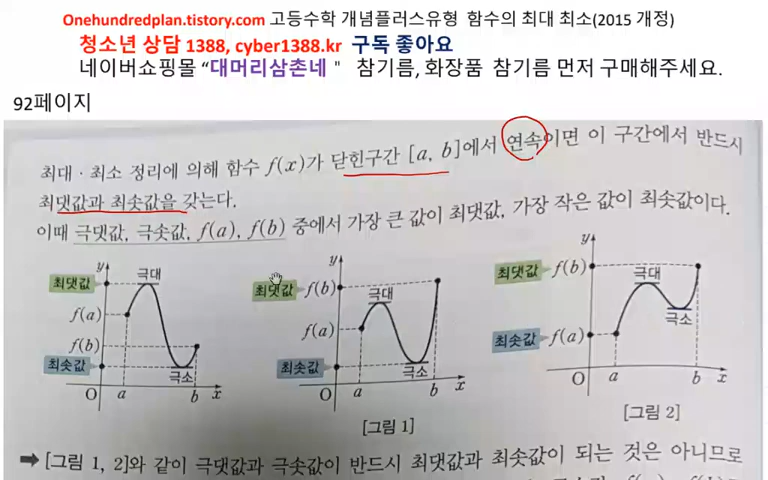 Onehundredplan.tistory.com 고등수학 개념플러스유형 함수의 최대 최소(2015 개정)
청소년 상담 1388, cyber1388.kr 구독 좋아요
네이버쇼핑몰 “대머리삼촌네 " 참기름, 화장품 참기름 먼저 구매해주세요.
92페이지
최대·최소 정리에 의해 함수 f(x)가 닫힌구간 [a, b]에서 연속이면 이 구간에서 반드시
최댓값과 최솟값을 갖는다.
이때 극댓값, 극솟값, f(a), f(b) 중에서 가장 큰 값이 최댓값, 가장 작은 값이 최솟값이다.
y
최댓값
극대
f(a)
f(b)
최솟값
극소
O a b x
y
최댓값 f(b)
극대
f(a)
최솟값
극소
O a b x
[그림 1]
y
최댓값 f(b)
극대
극소
최솟값 f(a)
O a b x
[그림 2]
➡ [그림 1, 2]와 같이 극댓값과 극솟값이 반드시 최댓값과 최솟값이 되는 것은 아니므로